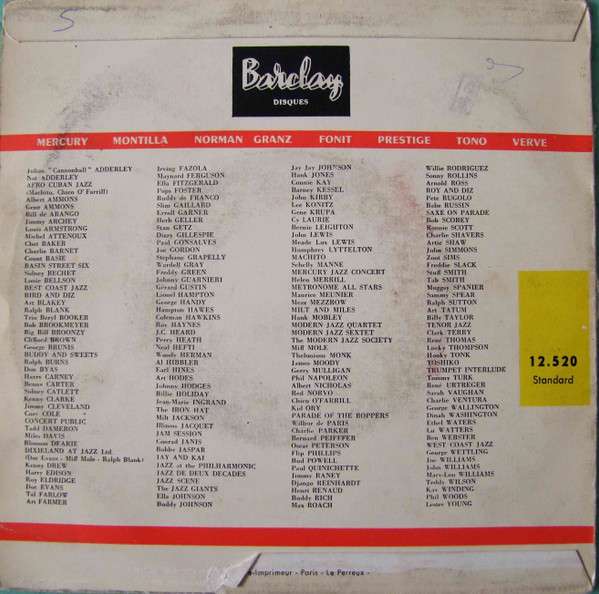 Barclay
DISQUES
MERCURY MONTILLA NORMAN GRANZ FONIT PRESTIGE TONO VERVE
Julian "Cannonball" ADDERLEY
Nat ADDERLEY
AFRO CUBAN JAZZ
(Machito, Chico O'Farrill)
Albert AMMONS
Gene AMMONS
Bill de ARANGO
Jimmy ARCHEY
Louis ARMSTRONG
Michel ATTENOUX
Chet BAKER
Charlie BARNET
Count BASIE
BASIN STREET SIX
Sidney BECHET
Louie BELLSON
BEST COAST JAZZ
BIRD AND DIZ
Art BLAKEY
Ralph BLANK
Trio Beryl BOOKER
Bob BROOKMEYER
Big Bill BROONZY
Clifford BROWN
George BRUNIS
BUDDY AND SWEETS
Ralph BURNS
Don BYAS
Harry CARNEY
Benny CARTER
Sidney CATLETT
Kenny CLARKE
Jimmy CLEVELAND
Cozy COLE
CONCERT PUBLIC
Tadd DAMERON
Miles DAVIS
Blossom DEARIE
DIXIELAND AT JAZZ Ltd.
(Doc Evans - Miff Mole - Ralph Blank)
Kenny DREW
Harry EDISON
Roy ELDRIDGE
Doc EVANS
Tal FARLOW
Art FARMER
Irving FAZOLA
Maynard FERGUSON
Ella FITZGERALD
Pops FOSTER
Buddy de FRANCO
Slim GAILLARD
Erroll GARNER
Herb GELLER
Stan GETZ
Dizzy GILLESPIE
Paul GONSALVES
Joe GORDON
Stephane GRAPELLY
Wardell GRAY
Freddy GREEN
Johnny GUARNIERI
Gérard GUSTIN
Lionel HAMPTON
George HANDY
Hampton HAWES
Coleman HAWKINS
Roy HAYNES
J.C. HEARD
Percy HEATH
Neal HEFTI
Woody HERMAN
Al HIBBLER
Earl HINES
Art HODES
Johnny HODGES
Billie HOLIDAY
Jean-Marie INGRAND
The IRON HAT
Milt JACKSON
Illinois JACQUET
JAM SESSION
Conrad JANIS
Bobby JASPAR
JAY AND KAI
JAZZ at the PHILHARMONIC
JAZZ DE DEUX DECADES
JAZZ SCENE
The JAZZ GIANTS
Ella JOHNSON
Buddy JOHNSON
Jay Jay JOHNSON
Hank JONES
Connie KAY
Barney KESSEL
John KIRBY
Lee KONITZ
Gene KRUPA
Cy LAURIE
Bernie LEIGHTON
John LEWIS
Meade Lux LEWIS
Humphrey LYTTELTON
MACHITO
Schelly MANNE
MERCURY JAZZ CONCERT
Helen MERRILL
METRONOME ALL STARS
Maurice MEUNIER
Mezz MEZZROW
MILT AND MILES
Hank MOBLEY
MODERN JAZZ QUARTET
MODERN JAZZ SEXTET
The MODERN JAZZ SOCIETY
Miff MOLE
Thelonious MONK
James MOODY
Gerry MULLIGAN
Phil NAPOLEON
Albert NICHOLAS
Red NORVO
Chico O'FARRILL
Kid ORY
PARADE OF THE BOPPERS
Wilbur de PARIS
Charlie PARKER
Bernard PEIFFFER
Oscar PETERSON
Flip PHILLIPS
Bud POWELL
Paul QUINICHETTE
Jimmy RANEY
Django REINHARDT
Henri RENAUD
Buddy RICH
Max ROACH
Willie RODRIGUEZ
Sonny ROLLINS
Arnold ROSS
ROY AND DIZ
Pete RUGOLO
Babe RUSSIN
SAXE ON PARADE
Bob SCOBEY
Ronnie SCOTT
Charlie SHAVERS
Artie SHAW
John SIMMONS
Zoot SIMS
Freddie SLACK
Stuff SMITH
Tab SMITH
Muggsy SPANIER
Sammy SPEAR
Ralph SUTTON
Art TATUM
Billy TAYLOR
TENOR JAZZ
Clark TERRY
René THOMAS
Lucky THOMPSON
Honky TONK
TOSHIKO
TRUMPET INTERLUDE
Tommy TURK
René URTREGER
Sarah VAUGHAN
Charlie VENTURA
George WALLINGTON
Dinah WASHINGTON
Ethel WATERS
Lu WATTERS
Ben WEBSTER
WEST COAST JAZZ
George WETTLING
Joe WILLIAMS
John WILLIAMS
Mary-Lou WILLIAMS
Teddy WILSON
Kay WINDING
Phil WOODS
Lester YOUNG
12.520
Standard
-Imprimeur - Paris - Le Perreux -